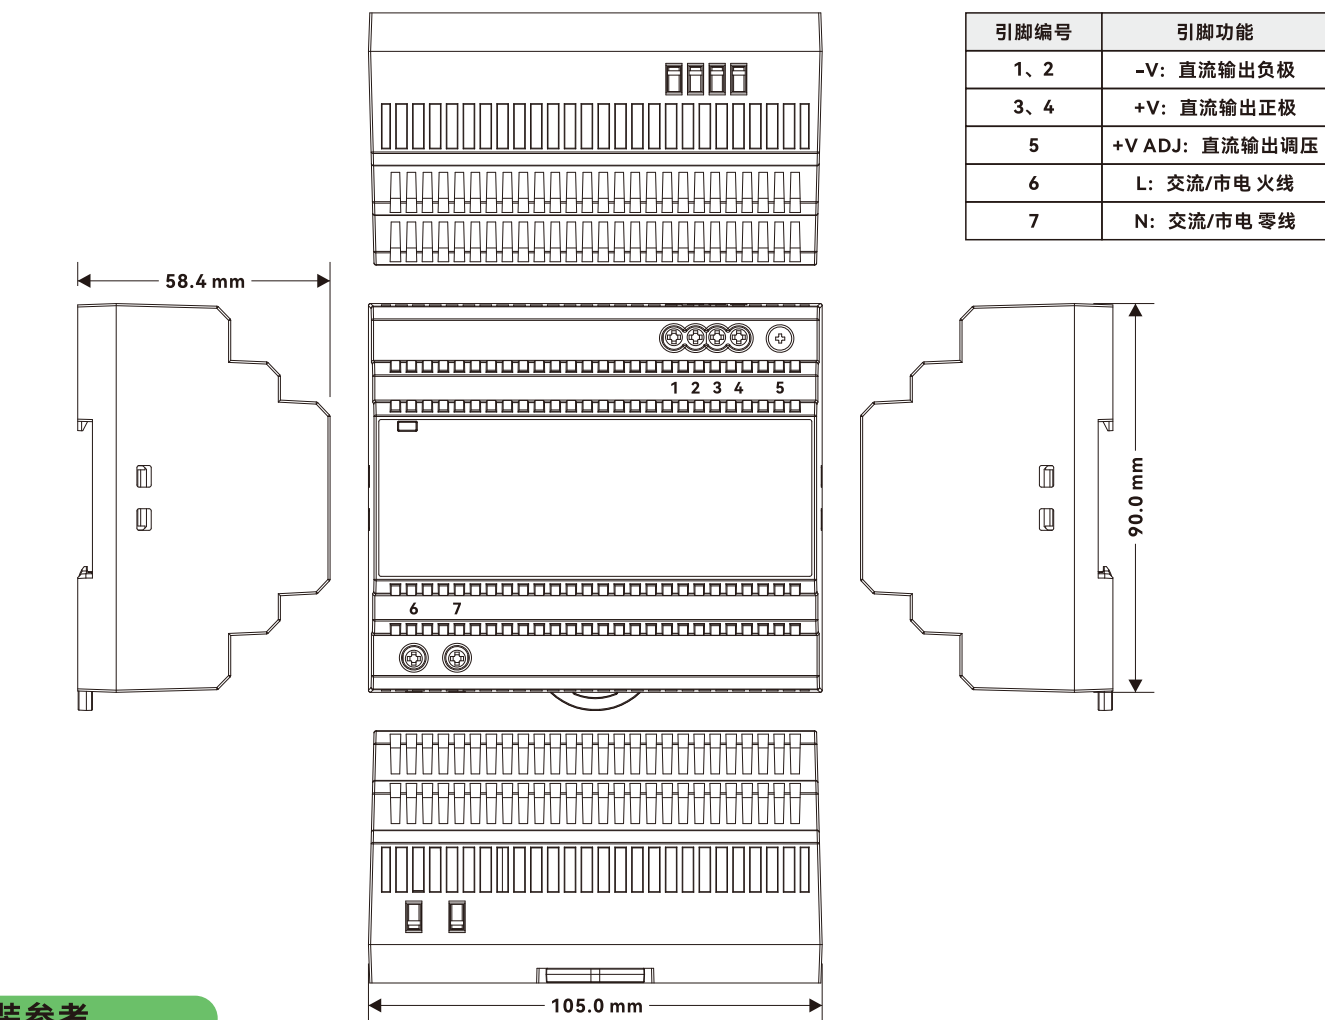 引脚编号 引脚功能
1、2 -V: 直流输出负极
3、4 +V: 直流输出正极
5 +V ADJ: 直流输出调压
6 L: 交流/市电 火线
7 N: 交流/市电 零线
58.4 mm
1 2 3 4 5
90.0 mm
6 7
105.0 mm
装参考